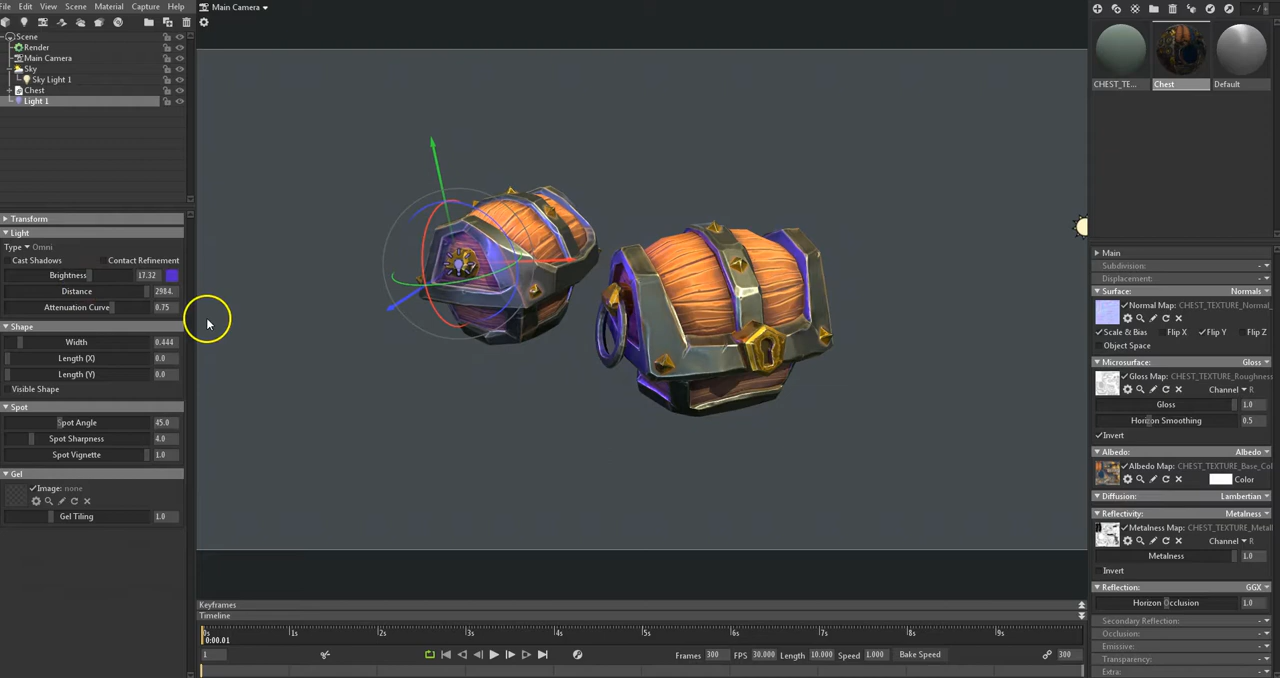 File Edit View Scene Material Capture Help
Main Camera
Scene
Render
Main Camera
Sky
Sky Light 1
Chest
Light 1
Transform
Light
Type Omni
Cast Shadows Contact Refinement
Brightness 17.32
Distance 2984.
Attenuation Curve 0.75
Shape
Width 0.444
Length (X) 0.0
Length (Y) 0.0
Visible Shape
Spot
Spot Angle 45.0
Spot Sharpness 4.0
Spot Vignette 1.0
Gel
Image: none
Gel Tiling 1.0
Keyframes
Timeline
0s 1s 2s 3s 4s 5s 6s 7s 8s 9s
0:00.01
1 Frames 300 FPS 30.000 Length 10.000 Speed 1.000 Bake Speed 300
CHEST_TE... Chest Default
Main
Subdivision:
Displacement:
Surface: Normals
Normal Map: CHEST_TEXTURE_Normal_
Scale & Bias Flip X Flip Y Flip Z
Object Space
Microsurface: Gloss
Gloss Map: CHEST_TEXTURE_Roughness
Channel R
Gloss 1.0
Horizon Smoothing 0.5
Invert
Albedo: Albedo
Albedo Map: CHEST_TEXTURE_Base_Col
Color
Diffusion: Lambertian
Reflectivity: Metalness
Metalness Map: CHEST_TEXTURE_Metall
Channel R
Metalness 1.0
Invert
Reflection: GGX
Horizon Occlusion 1.0
Secondary Reflection:
Occlusion:
Emissive:
Transparency:
Extra: